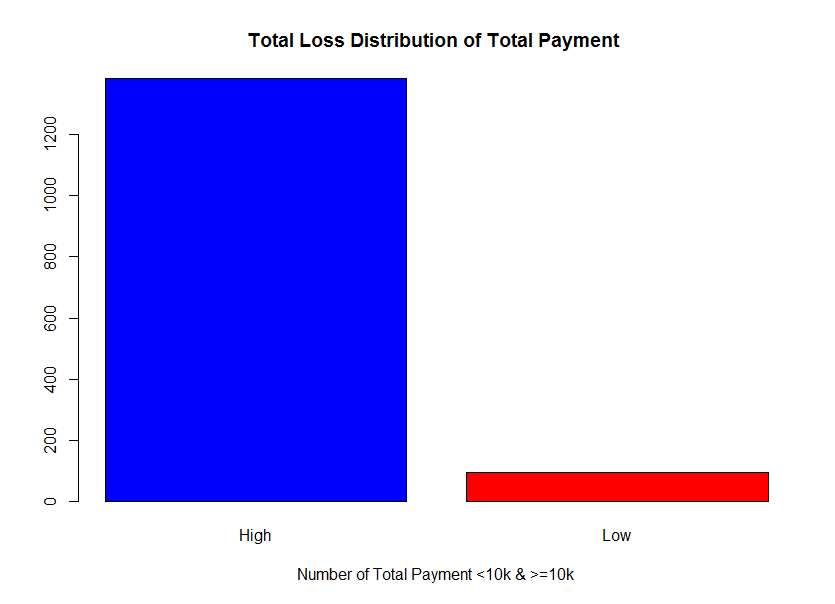 Total Loss Distribution of Total Payment
1200
1000
800
600
400
200
0
High Low
Number of Total Payment <10k & >=10k